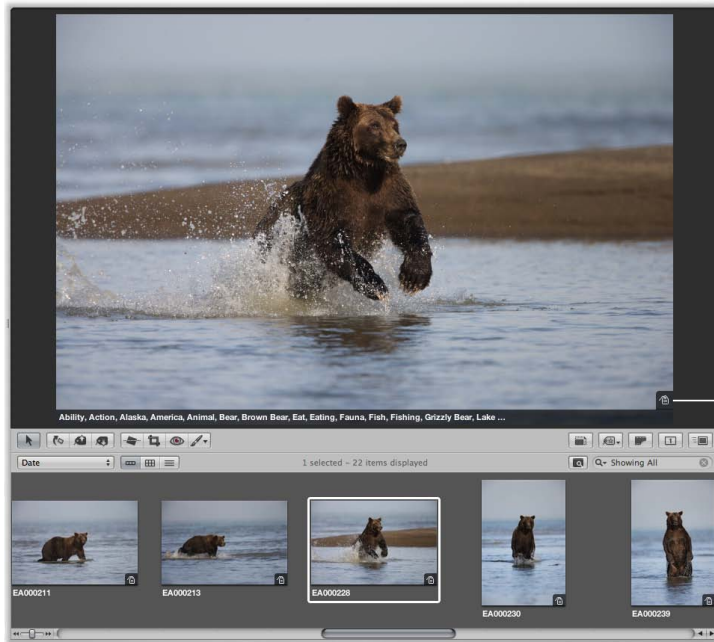 Ability, Action, Alaska, America, Animal, Bear, Brown Bear, Eat, Eating, Fauna, Fish, Fishing, Grizzly Bear, Lake ...
1
Date
1 selected – 22 items displayed
Showing All
EA000211
EA000213
EA000228
EA000230
EA000239